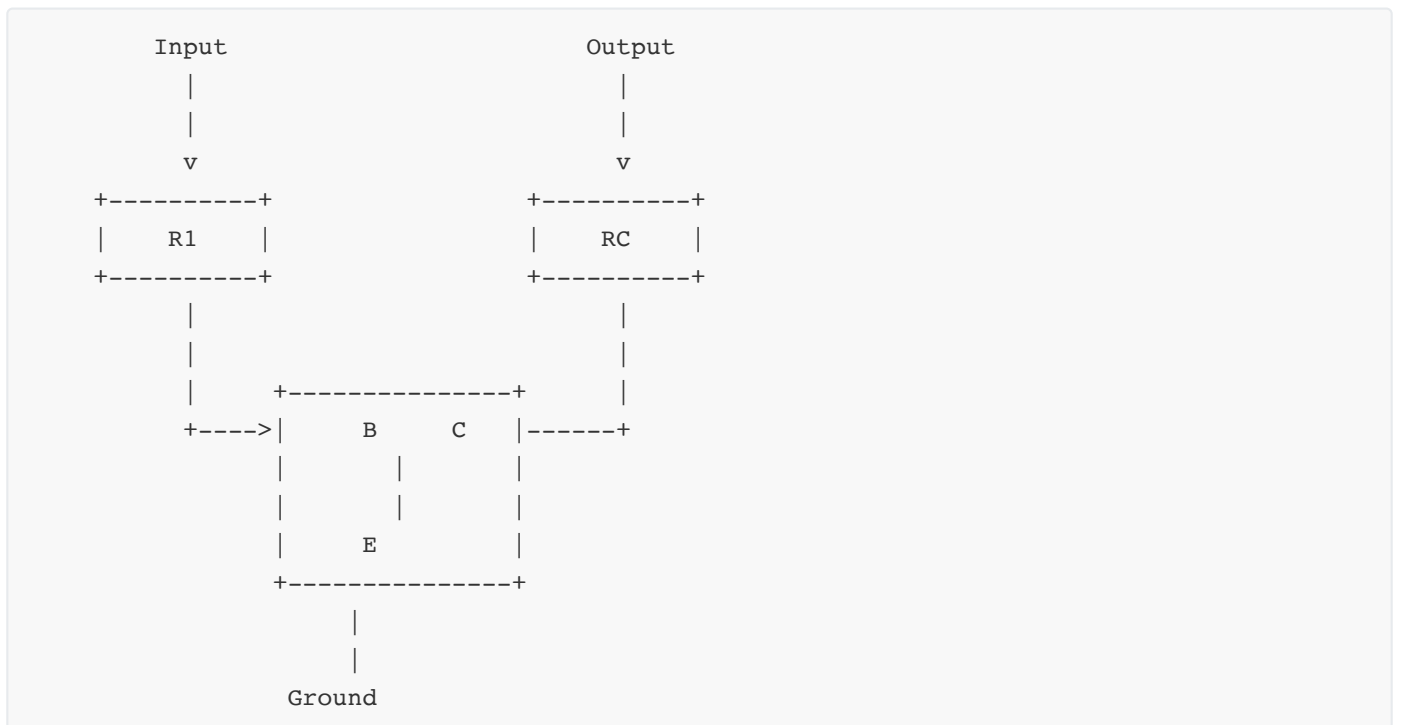 Input Output
|                            |
|                            |
v                            v
+----------+                 +----------+
|    R1    |                 |    RC    |
+----------+                 +----------+
|                            |
|                            |
|     +---------------+      |
+---->|     B     C   |------+
|       |       |
|       |       |
|     E         |
+---------------+
|
|
Ground